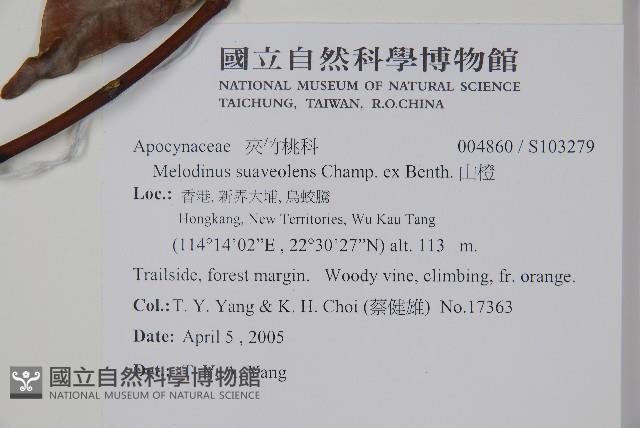 國立自然科學博物館
NATIONAL MUSEUM OF NATURAL SCIENCE
TAICHUNG, TAIWAN, R.O.CHINA
Apocynaceae 夾竹桃科 004860 / S103279
Melodinus suaveolens Champ. ex Benth. 山橙
Loc.: 香港, 新界大埔, 烏蛟騰
Hongkang, New Territories, Wu Kau Tang
(114°14’02”E , 22°30’27”N) alt. 113 m.
Trailside, forest margin. Woody vine, climbing, fr. orange.
Col.: T. Y. Yang & K. H. Choi (蔡健雄) No.17363
Date: April 5 , 2005
Det.:
國立自然科學博物館
NATIONAL MUSEUM OF NATURAL SCIENCE